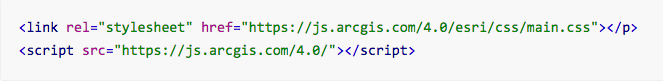 <link rel="stylesheet" href="https://js.arcgis.com/4.0/esri/css/main.css"></p>
<script src="https://js.arcgis.com/4.0/"></script>